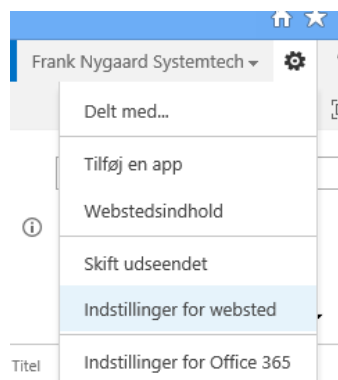 Frank Nygaard Systemtech
Delt med...
Tilføj en app
Webstedsindhold
Skift udseendet
Indstillinger for websted
Titel
Indstillinger for Office 365